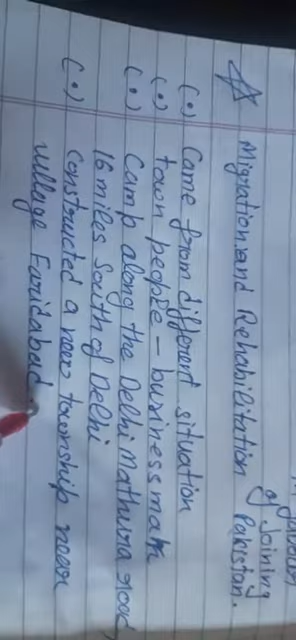 of Joining
☆ Migration and Rehabilitation Pakistan.
(•) Came from different situation
(•) town people - businessmain
(•) Camp along the Delhi Mathura road,
16 miles South of Delhi
(•) constructed a new township near
village Faridabad.